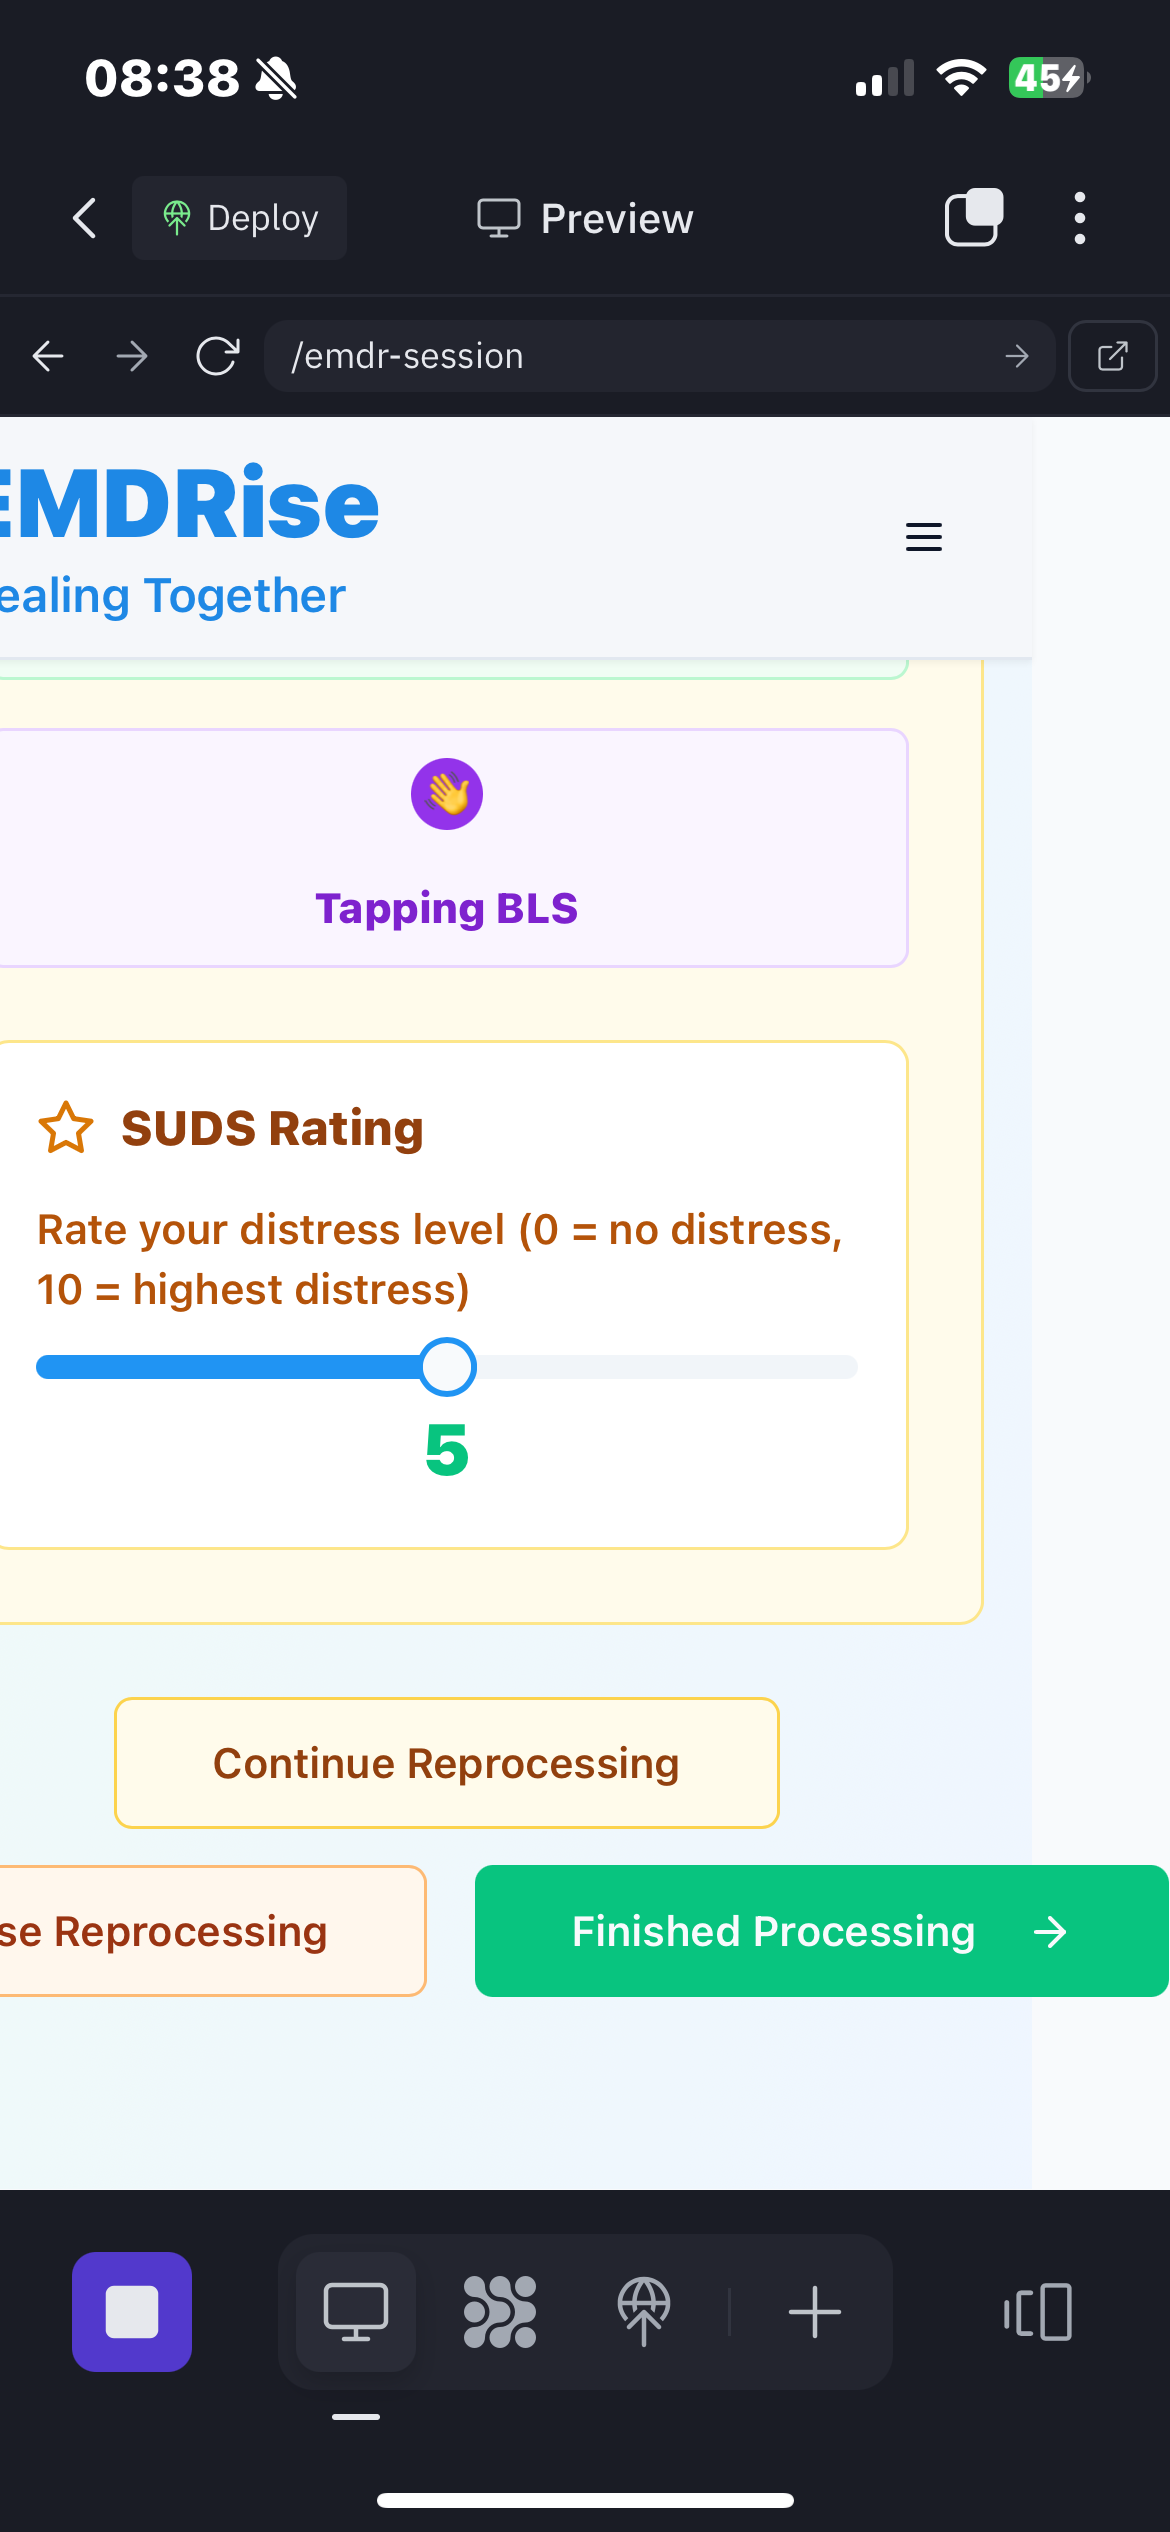 08:38
45
Deploy
Preview
/emdr-session
EMDRise
ealing Together
Tapping BLS
SUDS Rating
Rate your distress level (0 = no distress,
10 = highest distress)
5
Continue Reprocessing
se Reprocessing
Finished Processing